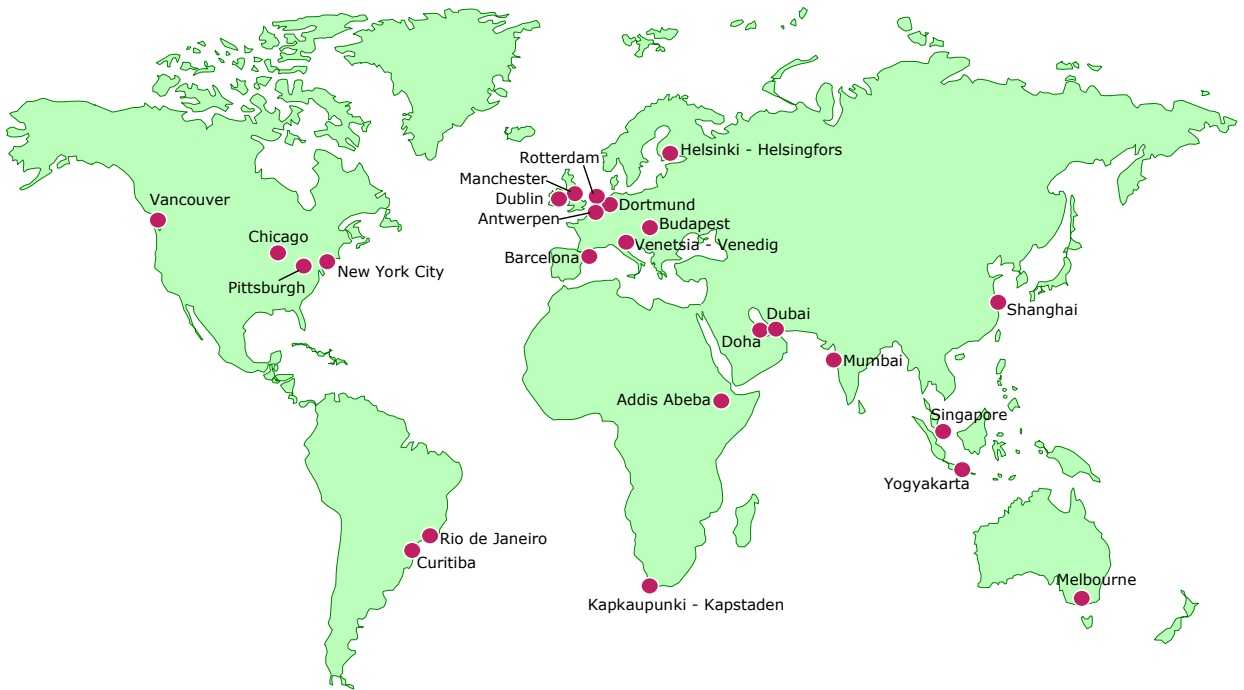 Helsinki - Helsingfors
Rotterdam
Manchester
Dublin
Dortmund
Antwerpen
Vancouver
Budapest
Chicago
Venetsia - Venedig
Barcelona
New York City
Pittsburgh
Shanghai
Dubai
Doha
Mumbai
Addis Abeba
Singapore
Yogyakarta
Rio de Janeiro
Curitiba
Melbourne
Kapkaupunki - Kapstaden